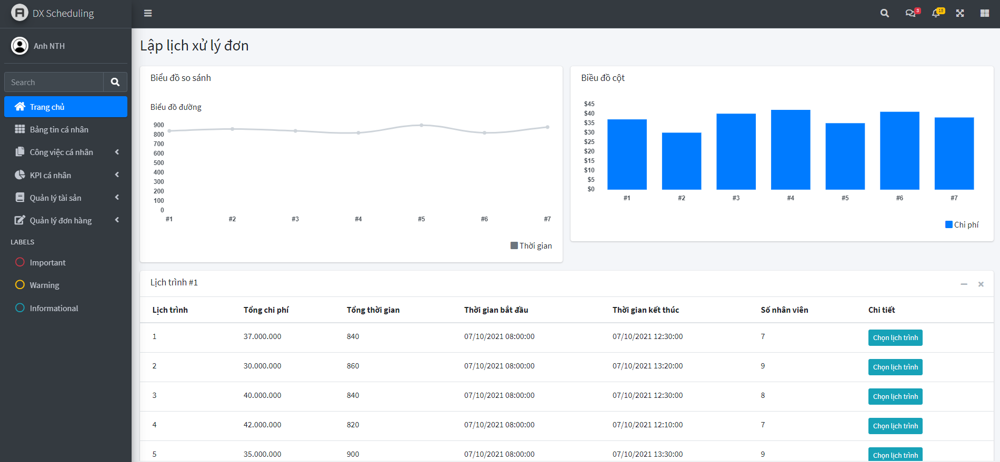 DX Scheduling
3
15
Anh NTH
Search
Trang chủ
Bảng tin cá nhân
Công việc cá nhân
KPI cá nhân
Quản lý tài sản
Quản lý đơn hàng
LABELS
Important
Warning
Informational
Lập lịch xử lý đơn
Biểu đồ so sánh
Biểu đồ đường
900
800
700
600
500
400
300
200
100
0
#1 #2 #3 #4 #5 #6 #7
Thời gian
Biều đồ cột
$45
$40
$35
$30
$25
$20
$15
$10
$5
$0
#1 #2 #3 #4 #5 #6 #7
Chi phí
Lịch trình #1
Lịch trình Tổng chi phí Tổng thời gian Thời gian bắt đầu Thời gian kết thúc Số nhân viên Chi tiết
1 37.000.000 840 07/10/2021 08:00:00 07/10/2021 12:30:00 7 Chọn lịch trình
2 30.000.000 860 07/10/2021 08:00:00 07/10/2021 13:20:00 9 Chọn lịch trình
3 40.000.000 840 07/10/2021 08:00:00 07/10/2021 12:30:00 8 Chọn lịch trình
4 42.000.000 820 07/10/2021 08:00:00 07/10/2021 12:10:00 7 Chọn lịch trình
5 35.000.000 900 07/10/2021 08:00:00 07/10/2021 13:30:00 9 Chọn lịch trình